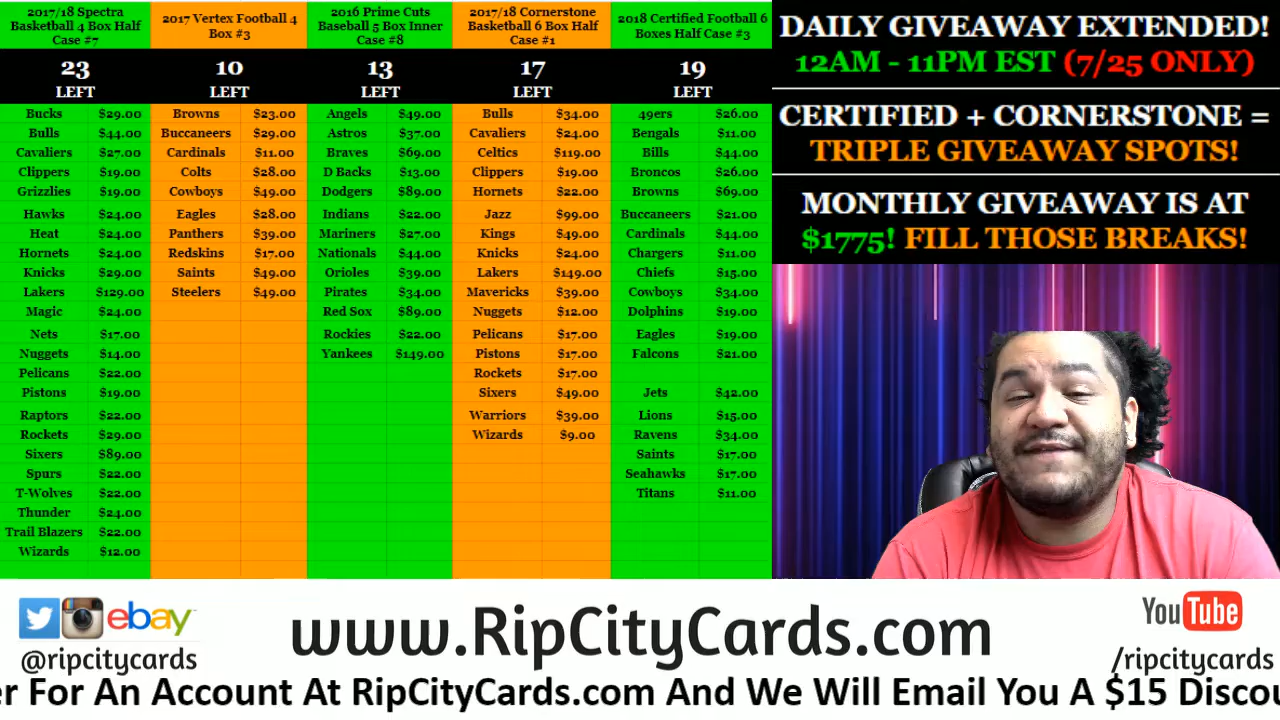 2017/18 Spectra
Basketball 4 Box Half
Case #7
23
LEFT
Bucks $29.00
Bulls $44.00
Cavaliers $27.00
Clippers $19.00
Grizzlies $19.00
Hawks $24.00
Heat $24.00
Hornets $24.00
Knicks $29.00
Lakers $129.00
Magic $24.00
Nets $17.00
Nuggets $14.00
Pelicans $22.00
Pistons $19.00
Raptors $22.00
Rockets $29.00
Sixers $89.00
Spurs $22.00
T-Wolves $22.00
Thunder $24.00
Trail Blazers $22.00
Wizards $12.00
2017 Vertex Football 4
Box #3
10
LEFT
Browns $23.00
Buccaneers $29.00
Cardinals $11.00
Colts $28.00
Cowboys $49.00
Eagles $28.00
Panthers $39.00
Redskins $17.00
Saints $49.00
Steelers $49.00
2016 Prime Cuts
Baseball 5 Box Inner
Case #8
13
LEFT
Angels $49.00
Astros $37.00
Braves $69.00
D Backs $13.00
Dodgers $89.00
Indians $22.00
Mariners $27.00
Nationals $44.00
Orioles $39.00
Pirates $34.00
Red Sox $89.00
Rockies $22.00
Yankees $149.00
2017/18 Cornerstone
Basketball 6 Box Half
Case #1
17
LEFT
Bulls $34.00
Cavaliers $24.00
Celtics $119.00
Clippers $19.00
Hornets $22.00
Jazz $99.00
Kings $49.00
Knicks $24.00
Lakers $149.00
Mavericks $39.00
Nuggets $12.00
Pelicans $17.00
Pistons $17.00
Rockets $17.00
Sixers $49.00
Warriors $39.00
Wizards $9.00
2018 Certified Football 6
Boxes Half Case #3
19
LEFT
49ers $26.00
Bengals $11.00
Bills $44.00
Broncos $26.00
Browns $69.00
Buccaneers $21.00
Cardinals $44.00
Chargers $11.00
Chiefs $15.00
Cowboys $34.00
Dolphins $19.00
Eagles $19.00
Falcons $21.00
Jets $42.00
Lions $15.00
Ravens $34.00
Saints $17.00
Seahawks $17.00
Titans $11.00
DAILY GIVEAWAY EXTENDED!
12AM - 11PM EST (7/25 ONLY)
CERTIFIED + CORNERSTONE =
TRIPLE GIVEAWAY SPOTS!
MONTHLY GIVEAWAY IS AT
$1775! FILL THOSE BREAKS!
ebay
@ripcitycards
www.RipCityCards.com
YouTube
/ripcitycards
er For An Account At RipCityCards.com And We Will Email You A $15 Discou